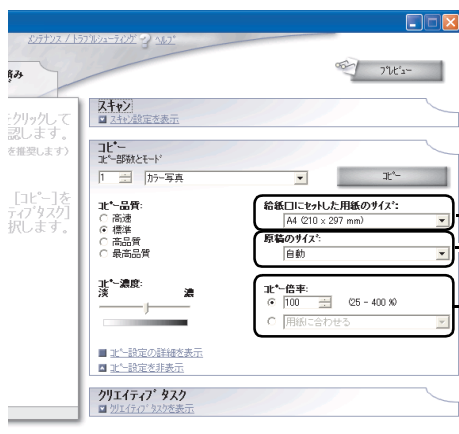 メンテナンス / トラブルシューティング ヘルプ
済み
プレビュー
をクリックして
認します。
を推奨します)
[コピー]を
ティブタスク]
択します。
スキャン
スキャン設定を表示
コピー
コピー部数とモード
1 カラー写真 コピー
コピー品質:
高速
標準
高品質
最高品質
給紙口にセットした用紙のサイズ:
A4 (210 x 297 mm)
原稿のサイズ:
自動
コピー濃度:
淡 濃
コピー倍率:
100 (25 - 400 %)
用紙に合わせる
コピー設定の詳細を表示
コピー設定を非表示
クリエイティブ タスク
クリエイティブ タスクを表示